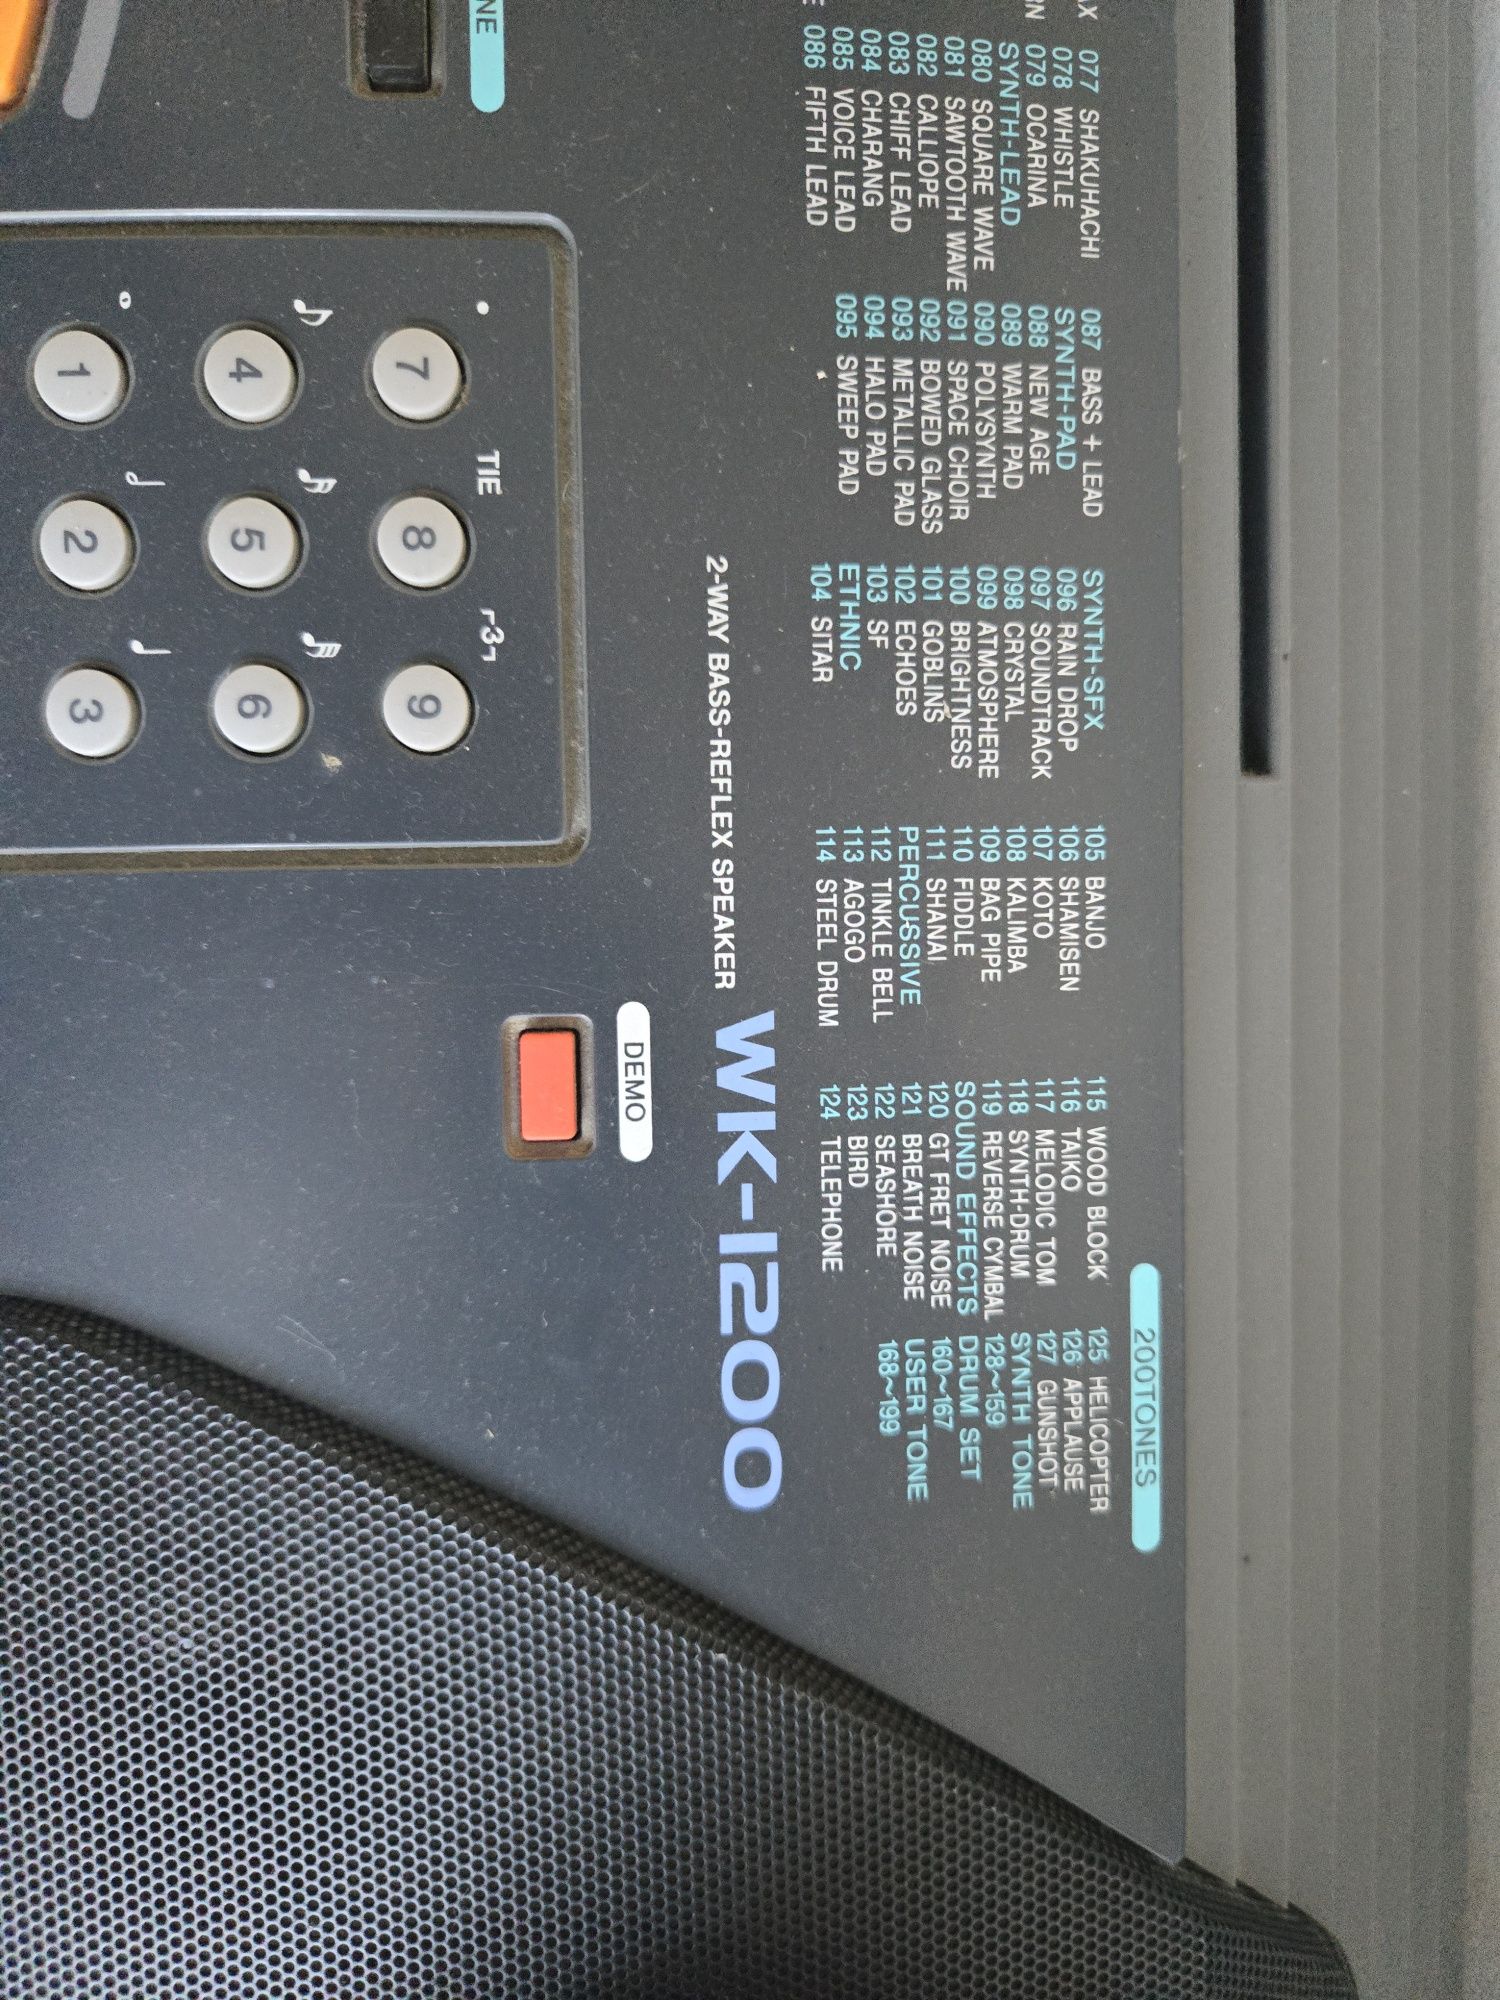 200TONES
077 SHAKUHACHI
078 WHISTLE
079 OCARINA
SYNTH-LEAD
080 SQUARE WAVE
081 SAWTOOTH WAVE
082 CALLIOPE
083 CHIFF LEAD
084 CHARANG
085 VOICE LEAD
086 FIFTH LEAD
087 BASS + LEAD
SYNTH-PAD
088 NEW AGE
089 WARM PAD
090 POLYSYNTH
091 SPACE CHOIR
092 BOWED GLASS
093 METALLIC PAD
094 HALO PAD
095 SWEEP PAD
SYNTH-SFX
096 RAIN DROP
097 SOUNDTRACK
098 CRYSTAL
099 ATMOSPHERE
100 BRIGHTNESS
101 GOBLINS
102 ECHOES
103 SF
ETHNIC
104 SITAR
105 BANJO
106 SHAMISEN
107 KOTO
108 KALIMBA
109 BAG PIPE
110 FIDDLE
111 SHANAI
PERCUSSIVE
112 TINKLE BELL
113 AGOGO
114 STEEL DRUM
115 WOOD BLOCK
116 TAIKO
117 MELODIC TOM
118 SYNTH-DRUM
119 REVERSE CYMBAL
SOUND EFFECTS
120 GT FRET NOISE
121 BREATH NOISE
122 SEASHORE
123 BIRD
124 TELEPHONE
125 HELICOPTER
126 APPLAUSE
127 GUNSHOT
SYNTH TONE
128~159
DRUM SET
160~167
USER TONE
168~199
2-WAY BASS-REFLEX SPEAKER WK-1200
DEMO
TIE 3
7 8 9
4 5 6
1 2 3